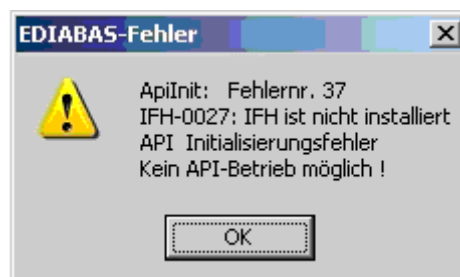 EDIABAS-Fehler
ApiInit: Fehlernr. 37
IFH-0027: IFH ist nicht installiert
API Initialisierungsfehler
Kein API-Betrieb möglich !
OK